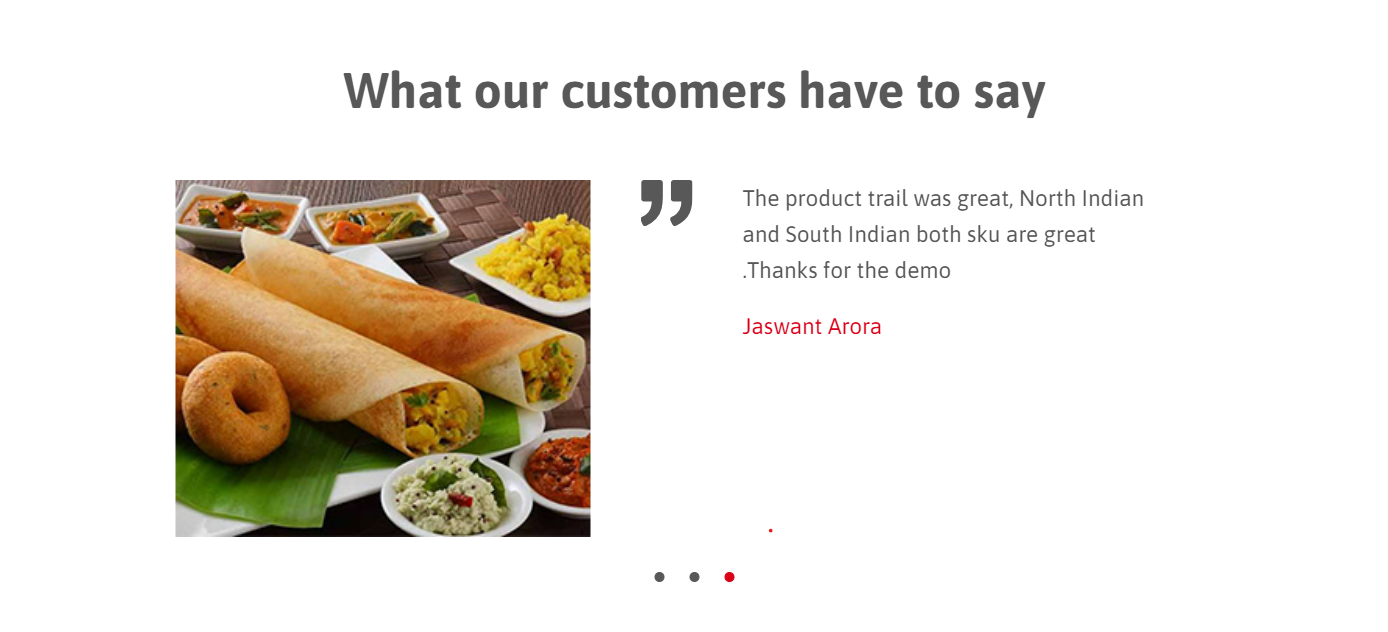 What our customers have to say
The product trail was great, North Indian
and South Indian both sku are great
.Thanks for the demo
Jaswant Arora